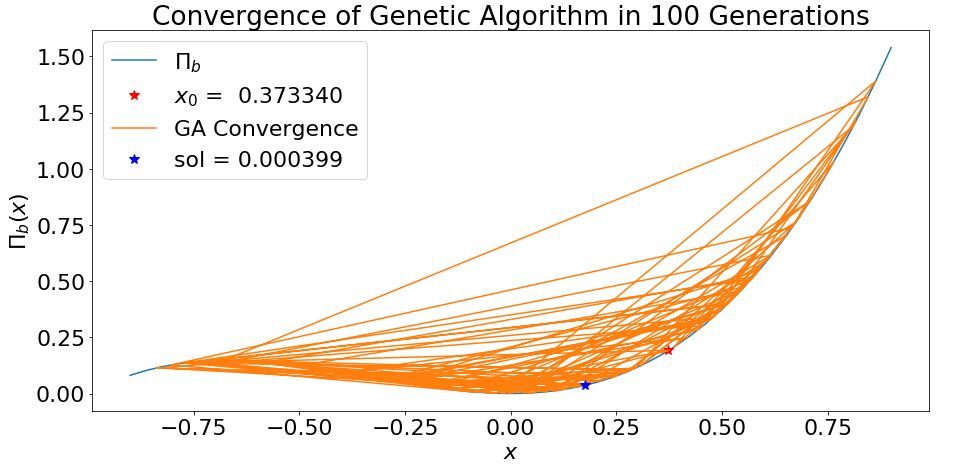 Convergence of Genetic Algorithm in 100 Generations
Π_b
x_0 = 0.373340
GA Convergence
sol = 0.000399
1.50
1.25
1.00
0.75
0.50
0.25
0.00
Π_b(x)
−0.75 −0.50 −0.25 0.00 0.25 0.50 0.75
x